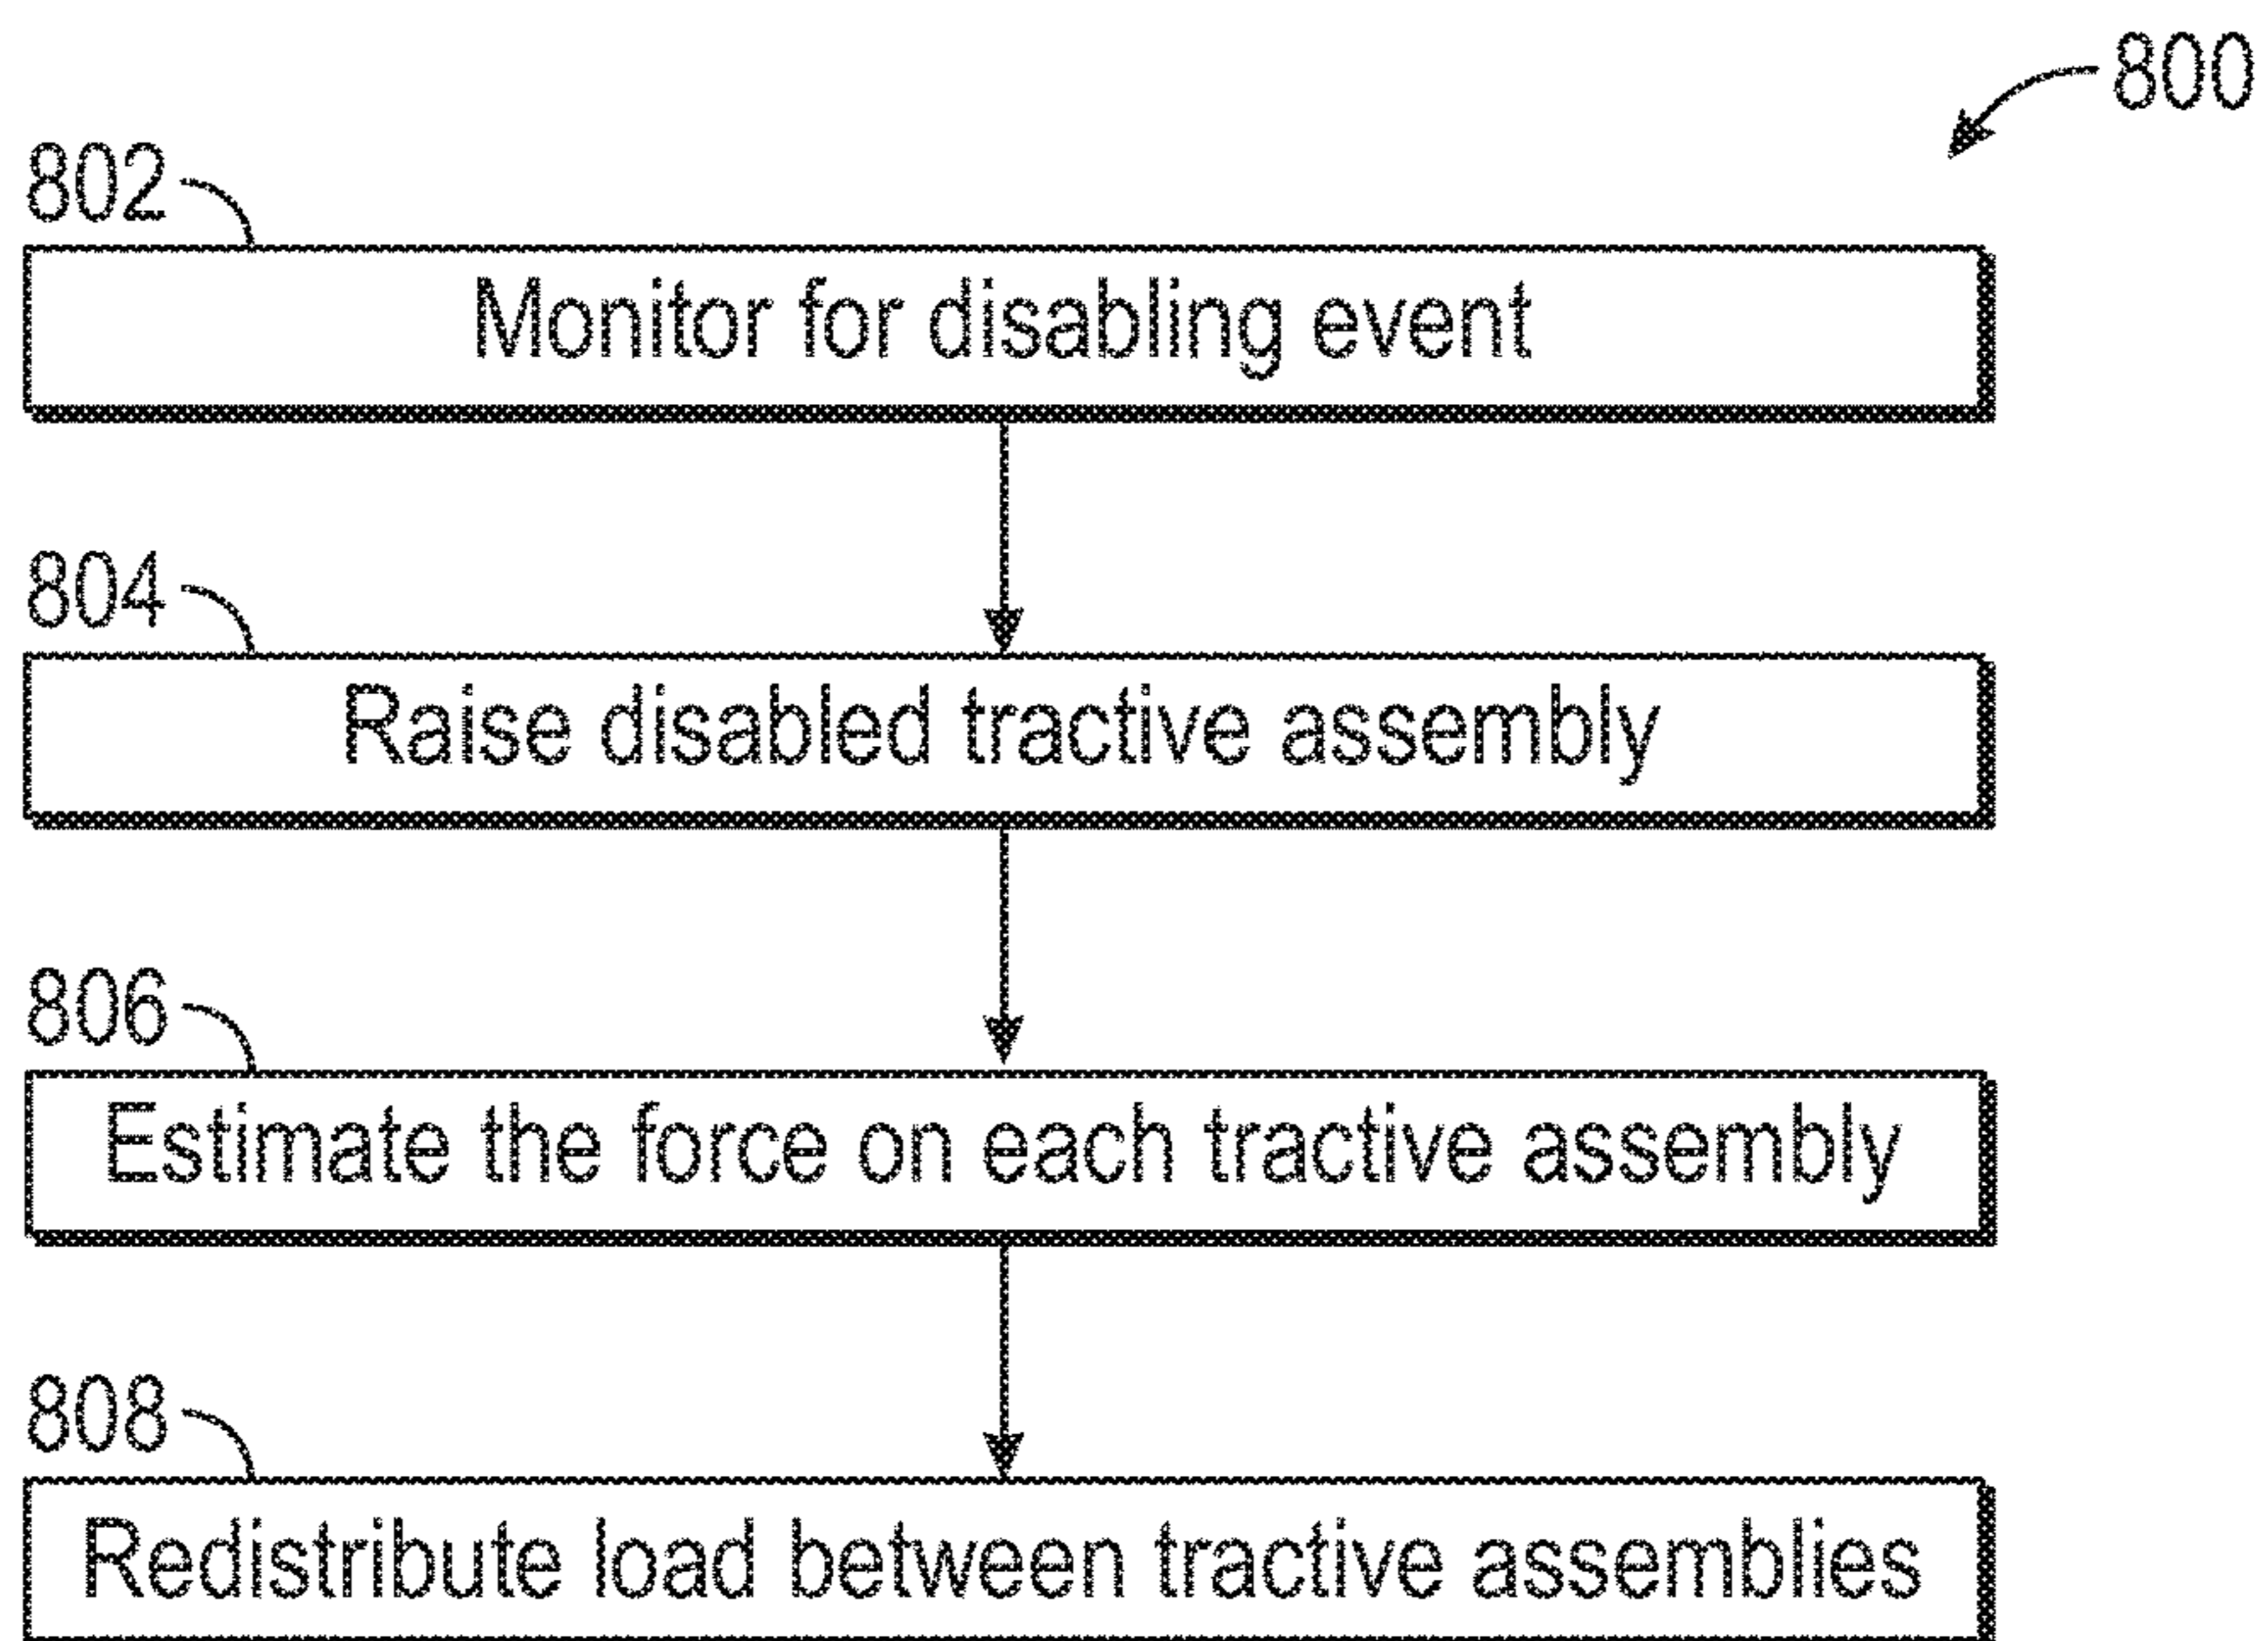 800
802
Monitor for disabling event
804
Raise disabled tractive assembly
806
Estimate the force on each tractive assembly
808
Redistribute load between tractive assemblies